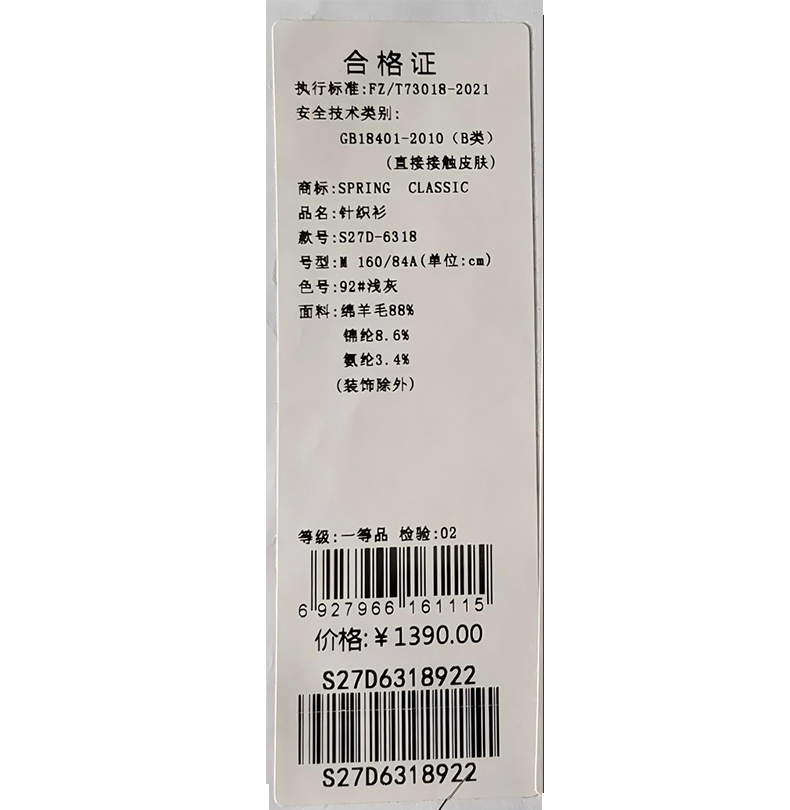 合格证
执行标准:FZ/T73018-2021
安全技术类别:
GB18401-2010（B类）
(直接接触皮肤)
商标:SPRING CLASSIC
品名:针织衫
款号:S27D-6318
号型:M 160/84A(单位:cm)
色号:92#浅灰
面料:绵羊毛88%
锦纶8.6%
氨纶3.4%
(装饰除外)
等级:一等品 检验:02
6 927966 161115
价格:￥1390.00
S27D6318922
S27D6318922